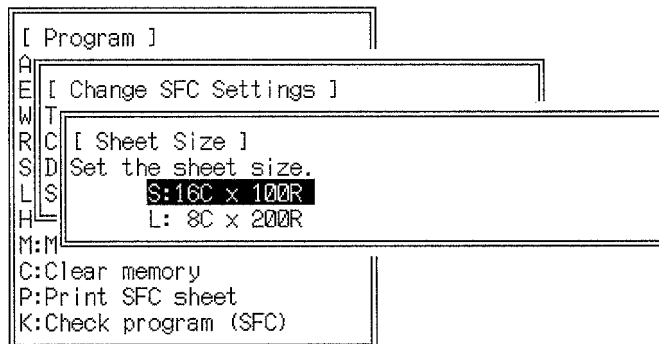 [ Program ]
A
E [ Change SFC Settings ]
W T
R C [ Sheet Size ]
S D Set the sheet size.
L S S:16C x 100R
H L: 8C x 200R
M:M
C:Clear memory
P:Print SFC sheet
K:Check program (SFC)